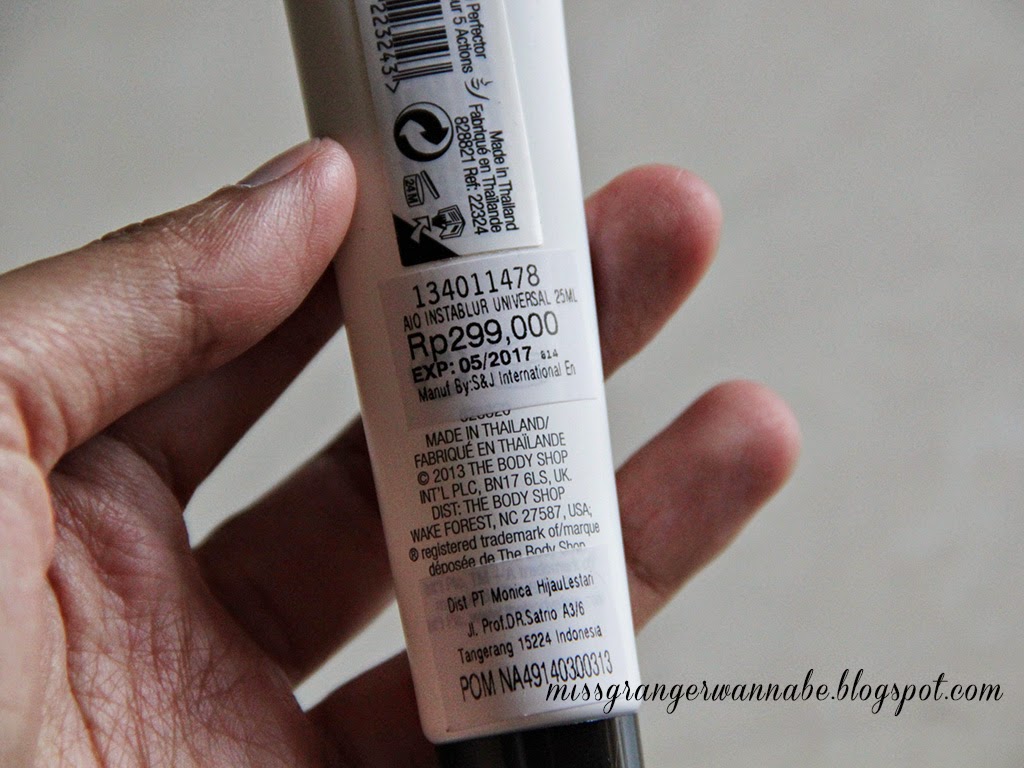 Perfector
5 Actions
223243>
Made in Thailand
Fabriqué en Thaïlande
828821 Ref: 22324
24M
134011478
AIO INSTABLUR UNIVERSAL 25ML
Rp299,000
EXP: 05/2017 814
Manuf By:S&J International En
MADE IN THAILAND/
FABRIQUÉ EN THAÏLANDE
© 2013 THE BODY SHOP
INT'L PLC, BN17 6LS, UK.
DIST: THE BODY SHOP
WAKE FOREST, NC 27587, USA;
® registered trademark of/marque
déposée de The Body Shop
Dist PT Monica HijauLestari
Jl. Prof.DR.Satrio A3/6
Tangerang 15224 Indonesia
POM NA49140300313
missgrangerwannabe.blogspot.com